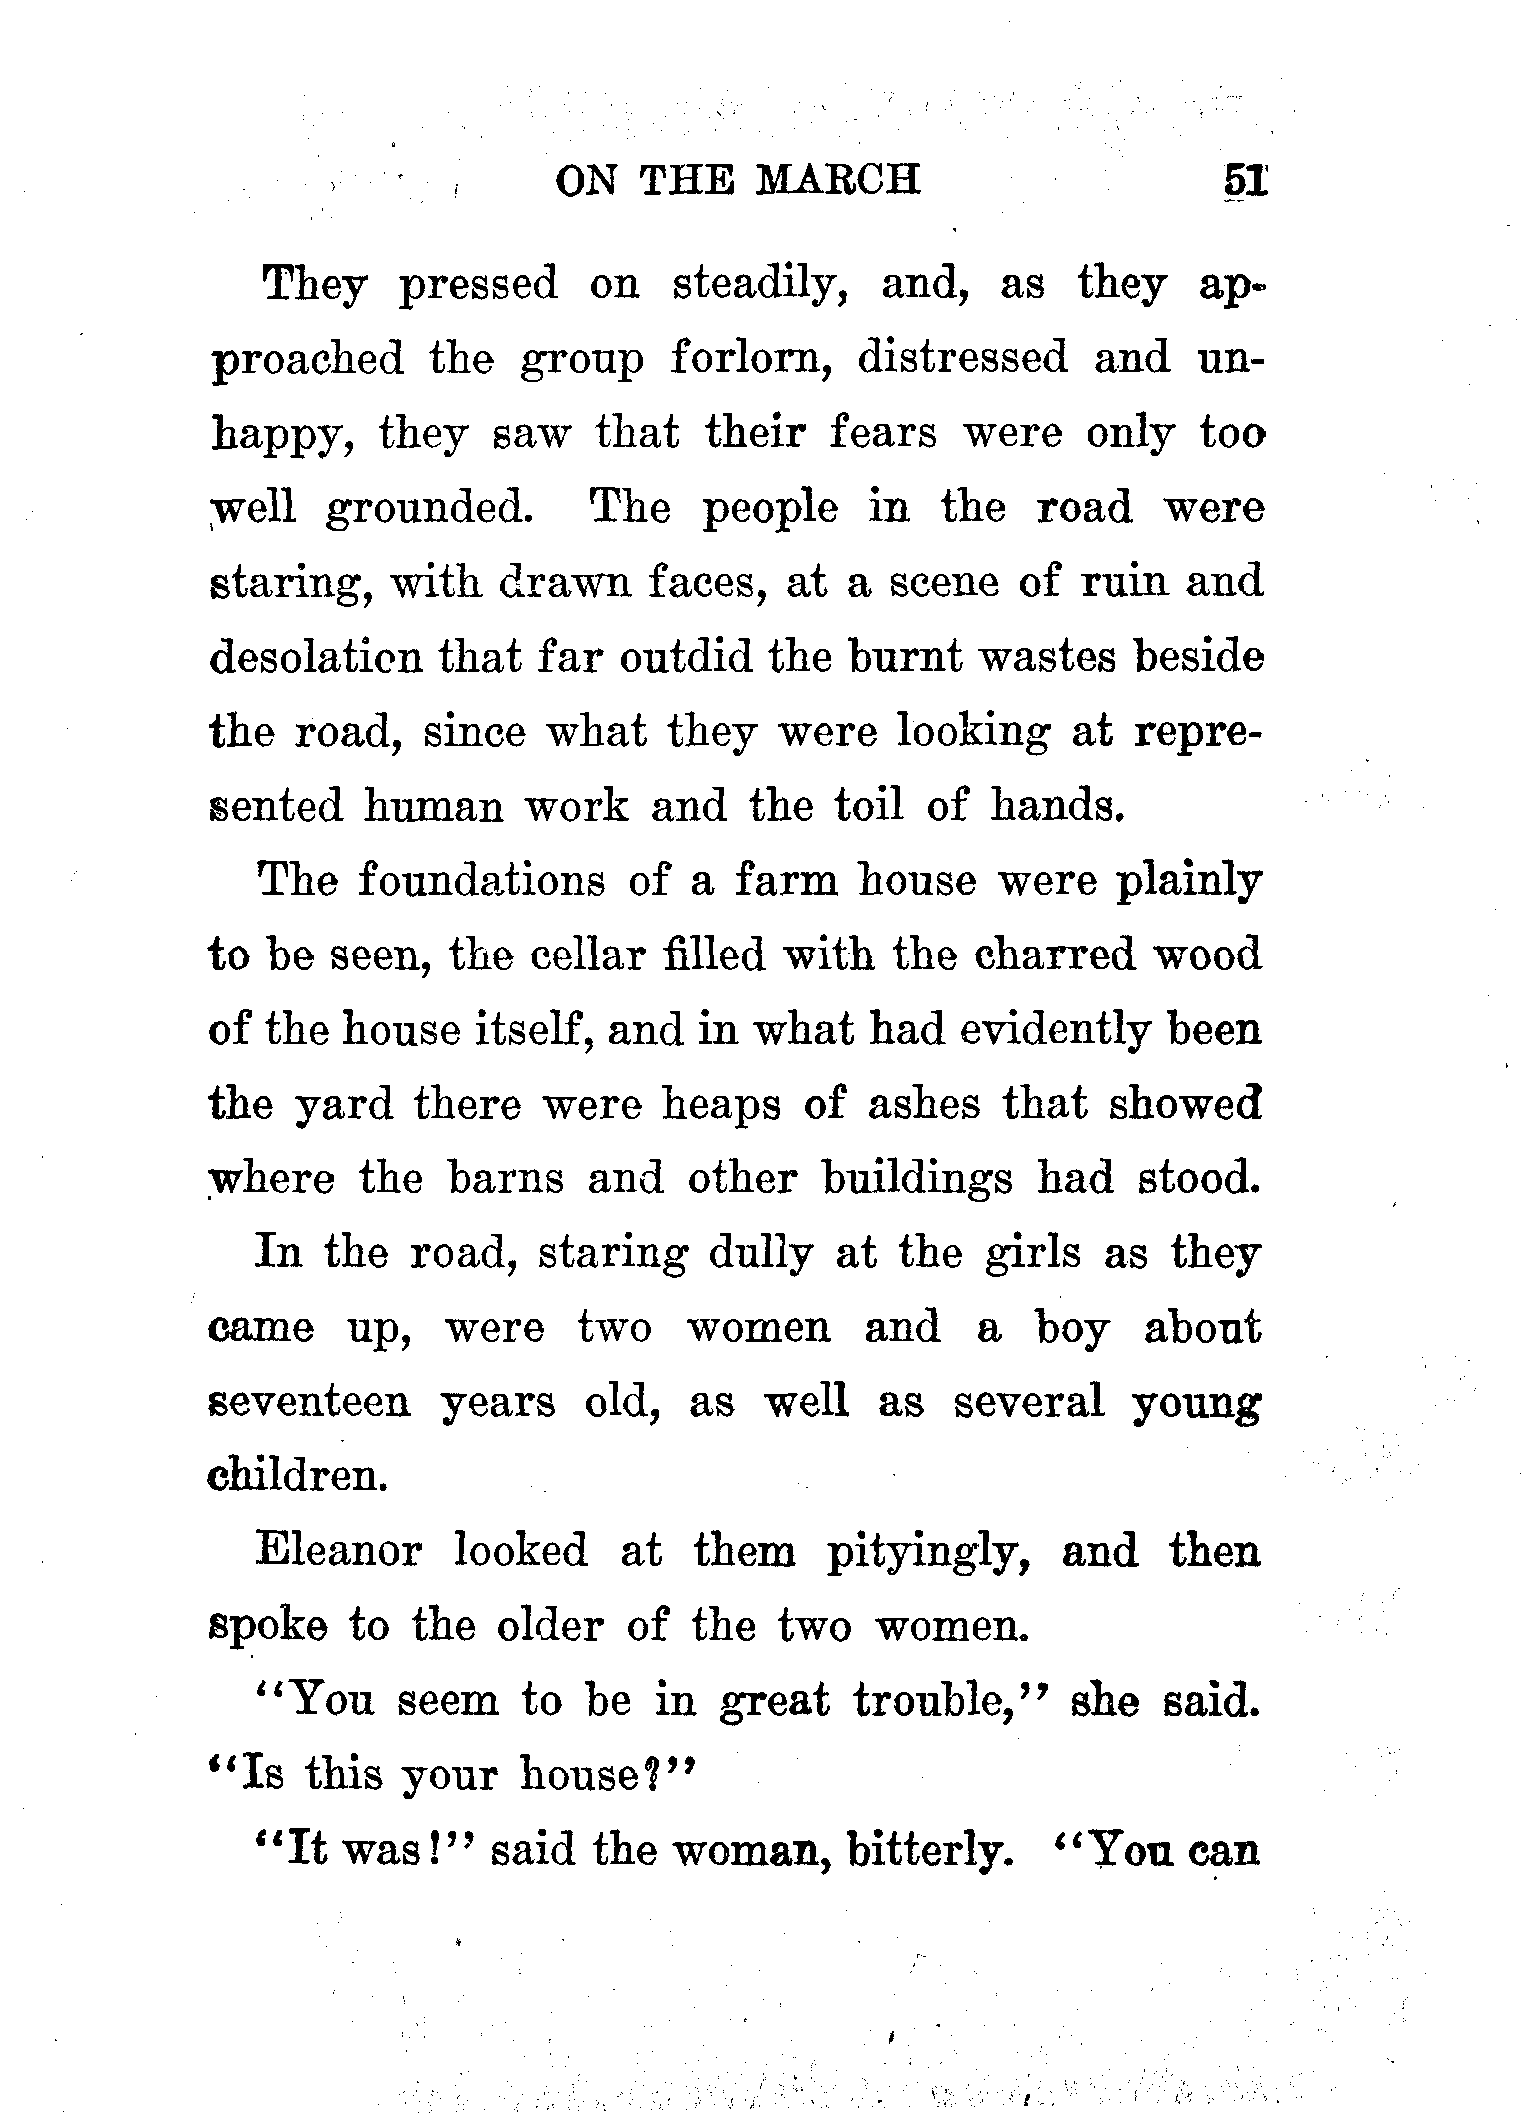 ON THE MARCH 51
They pressed on steadily, and, as they ap-
proached the group forlorn, distressed and un-
happy, they saw that their fears were only too
well grounded. The people in the road were
staring, with drawn faces, at a scene of ruin and
desolation that far outdid the burnt wastes beside
the road, since what they were looking at repre-
sented human work and the toil of hands.
The foundations of a farm house were plainly
to be seen, the cellar filled with the charred wood
of the house itself, and in what had evidently been
the yard there were heaps of ashes that showed
where the barns and other buildings had stood.
In the road, staring dully at the girls as they
came up, were two women and a boy about
seventeen years old, as well as several young
children.
Eleanor looked at them pityingly, and then
spoke to the older of the two women.
"You seem to be in great trouble," she said.
"Is this your house?"
"It was!" said the woman, bitterly. "You can